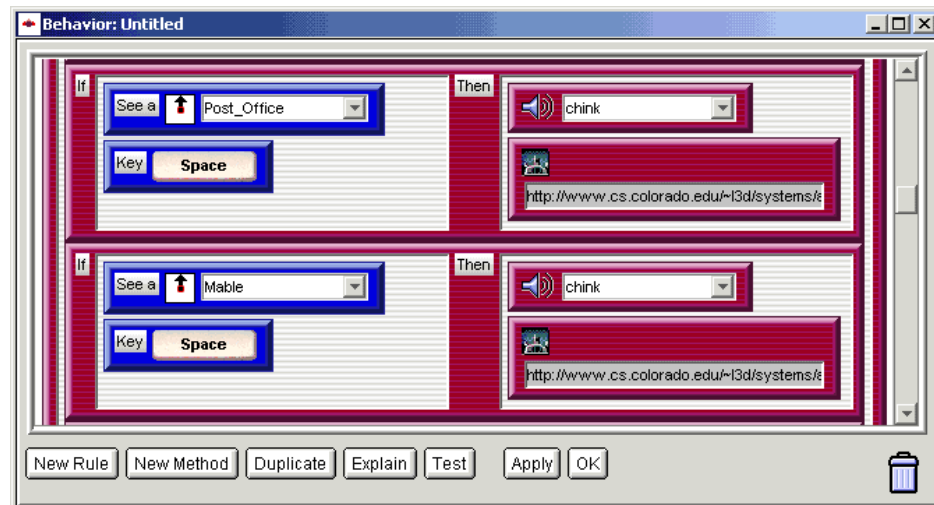 Behavior: Untitled
If
See a Post_Office
Key Space
Then
chink
http://www.cs.colorado.edu/~l3d/systems/a
If
See a Mable
Key Space
Then
chink
http://www.cs.colorado.edu/~l3d/systems/a
New Rule New Method Duplicate Explain Test Apply OK